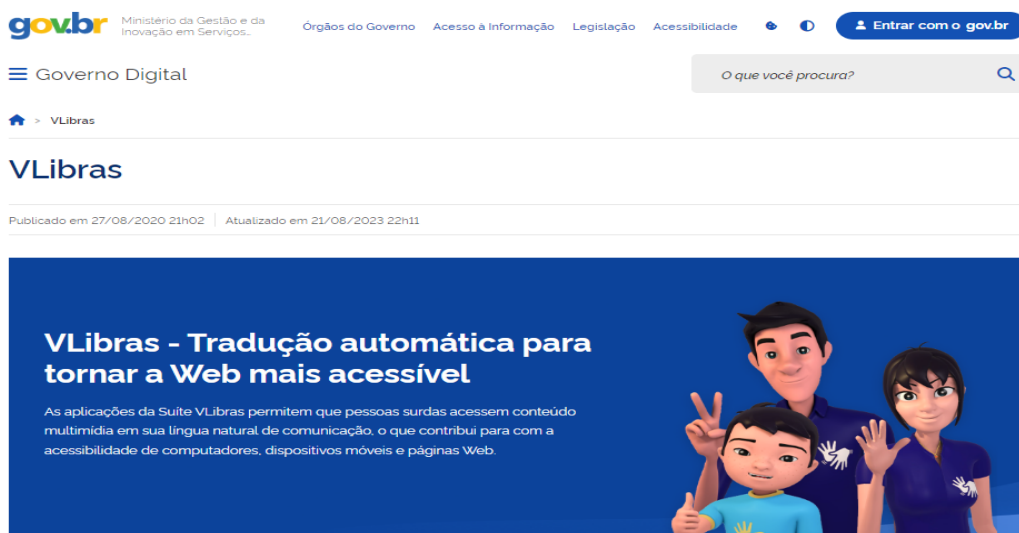 gov.br
Ministério da Gestão e da
Inovação em Serviços...
Órgãos do Governo Acesso à Informação Legislação Acessibilidade
Entrar com o gov.br
Governo Digital
O que você procura?
> VLibras
VLibras
Publicado em 27/08/2020 21h02 Atualizado em 21/08/2023 22h11
VLibras - Tradução automática para
tornar a Web mais acessível
As aplicações da Suíte VLibras permitem que pessoas surdas acessem conteúdo
multimídia em sua língua natural de comunicação, o que contribui para com a
acessibilidade de computadores, dispositivos móveis e páginas Web.